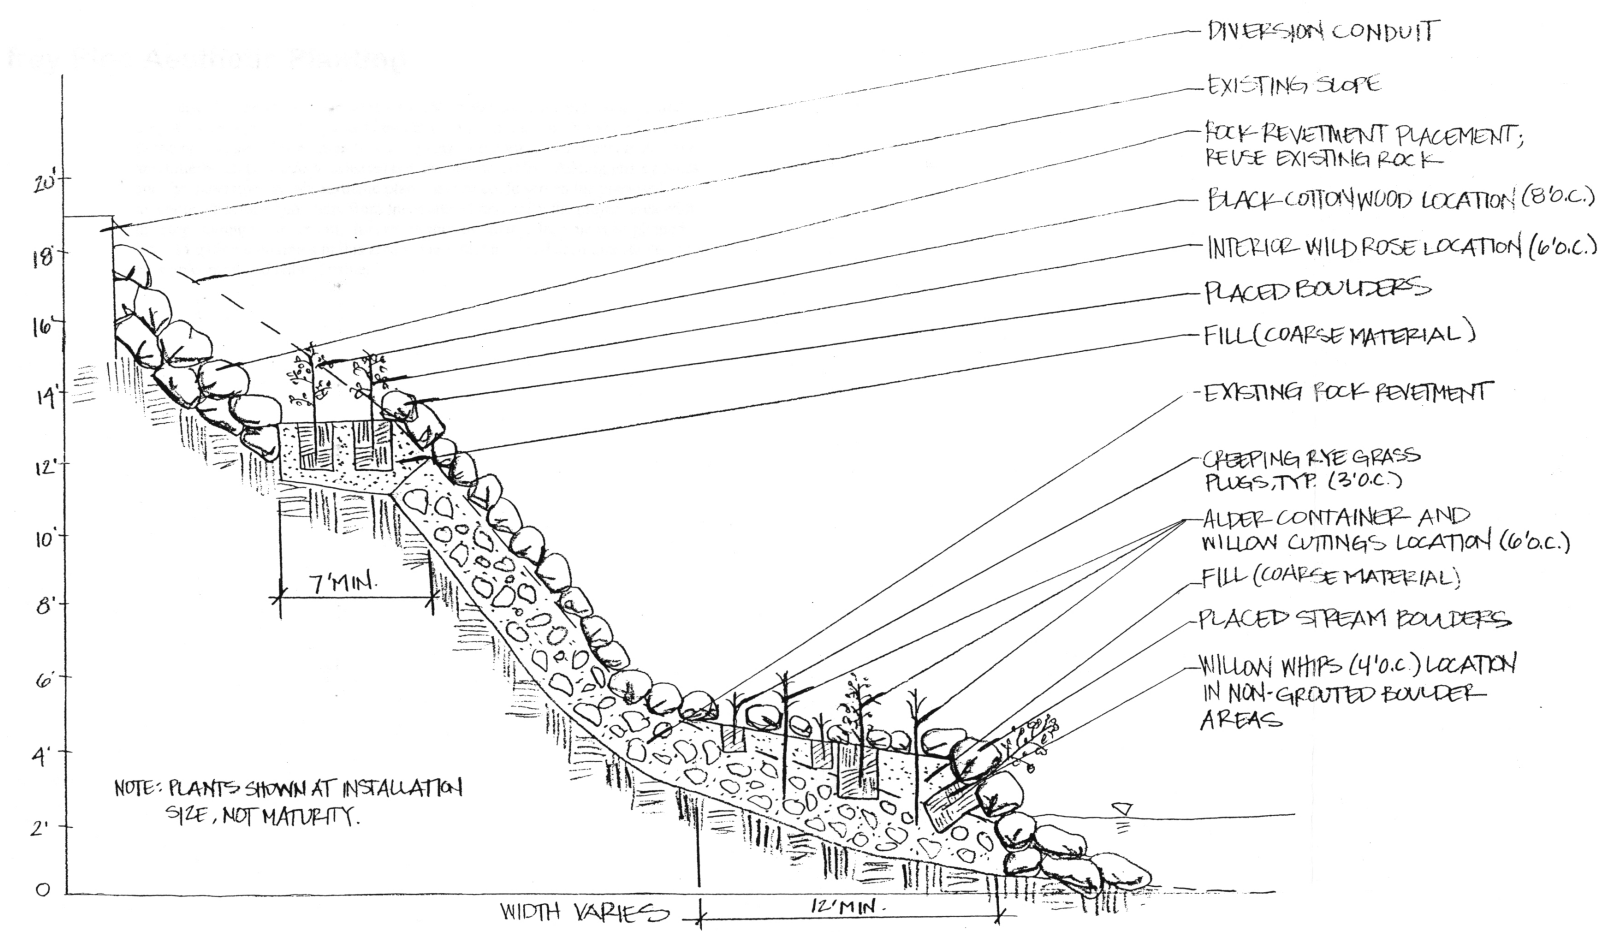 DIVERSION CONDUIT
EXISTING SLOPE
ROCK REVETMENT PLACEMENT;
REUSE EXISTING ROCK
BLACK COTTONWOOD LOCATION (8'O.C.)
INTERIOR WILD ROSE LOCATION (6'O.C.)
PLACED BOULDERS
FILL (COARSE MATERIAL)
EXISTING ROCK REVETMENT
CREEPING RYE GRASS
PLUGS, TYP. (3'O.C.)
ALDER CONTAINER AND
WILLOW CUTTINGS LOCATION (6'O.C.)
FILL (COARSE MATERIAL)
PLACED STREAM BOULDERS
WILLOW WHIPS (4'O.C.) LOCATION
IN NON-GROUTED BOULDER
AREAS
20'
18'
16'
14'
12'
10'
8'
6'
4'
2'
0
7' MIN.
NOTE: PLANTS SHOWN AT INSTALLATION
SIZE, NOT MATURITY.
WIDTH VARIES
12' MIN.